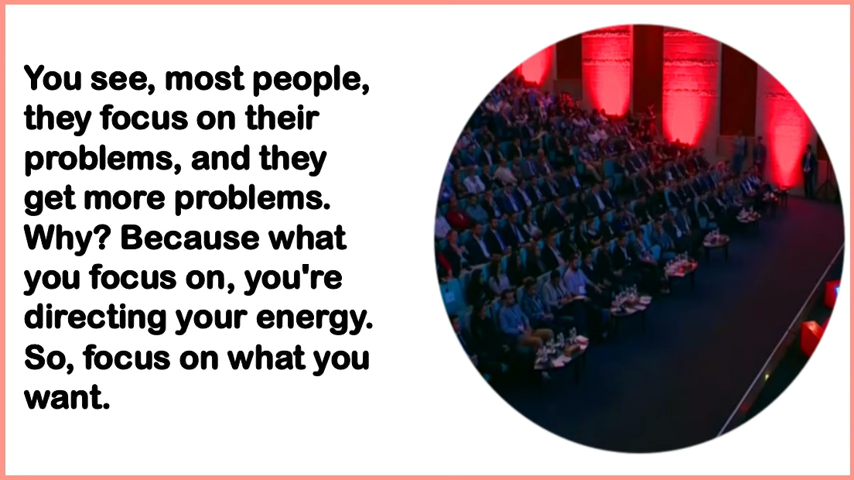 You see, most people,
they focus on their
problems, and they
get more problems.
Why? Because what
you focus on, you're
directing your energy.
So, focus on what you
want.